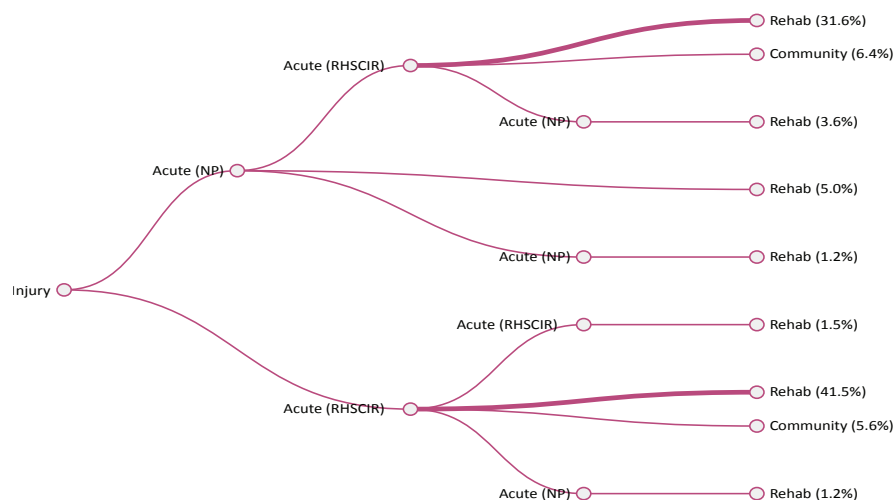 Rehab (31.6%)
Community (6.4%)
Acute (RHSCIR)
Acute (NP)
Rehab (3.6%)
Acute (NP)
Rehab (5.0%)
Acute (NP)
Rehab (1.2%)
Injury
Acute (RHSCIR)
Rehab (1.5%)
Rehab (41.5%)
Acute (RHSCIR)
Community (5.6%)
Acute (NP)
Rehab (1.2%)